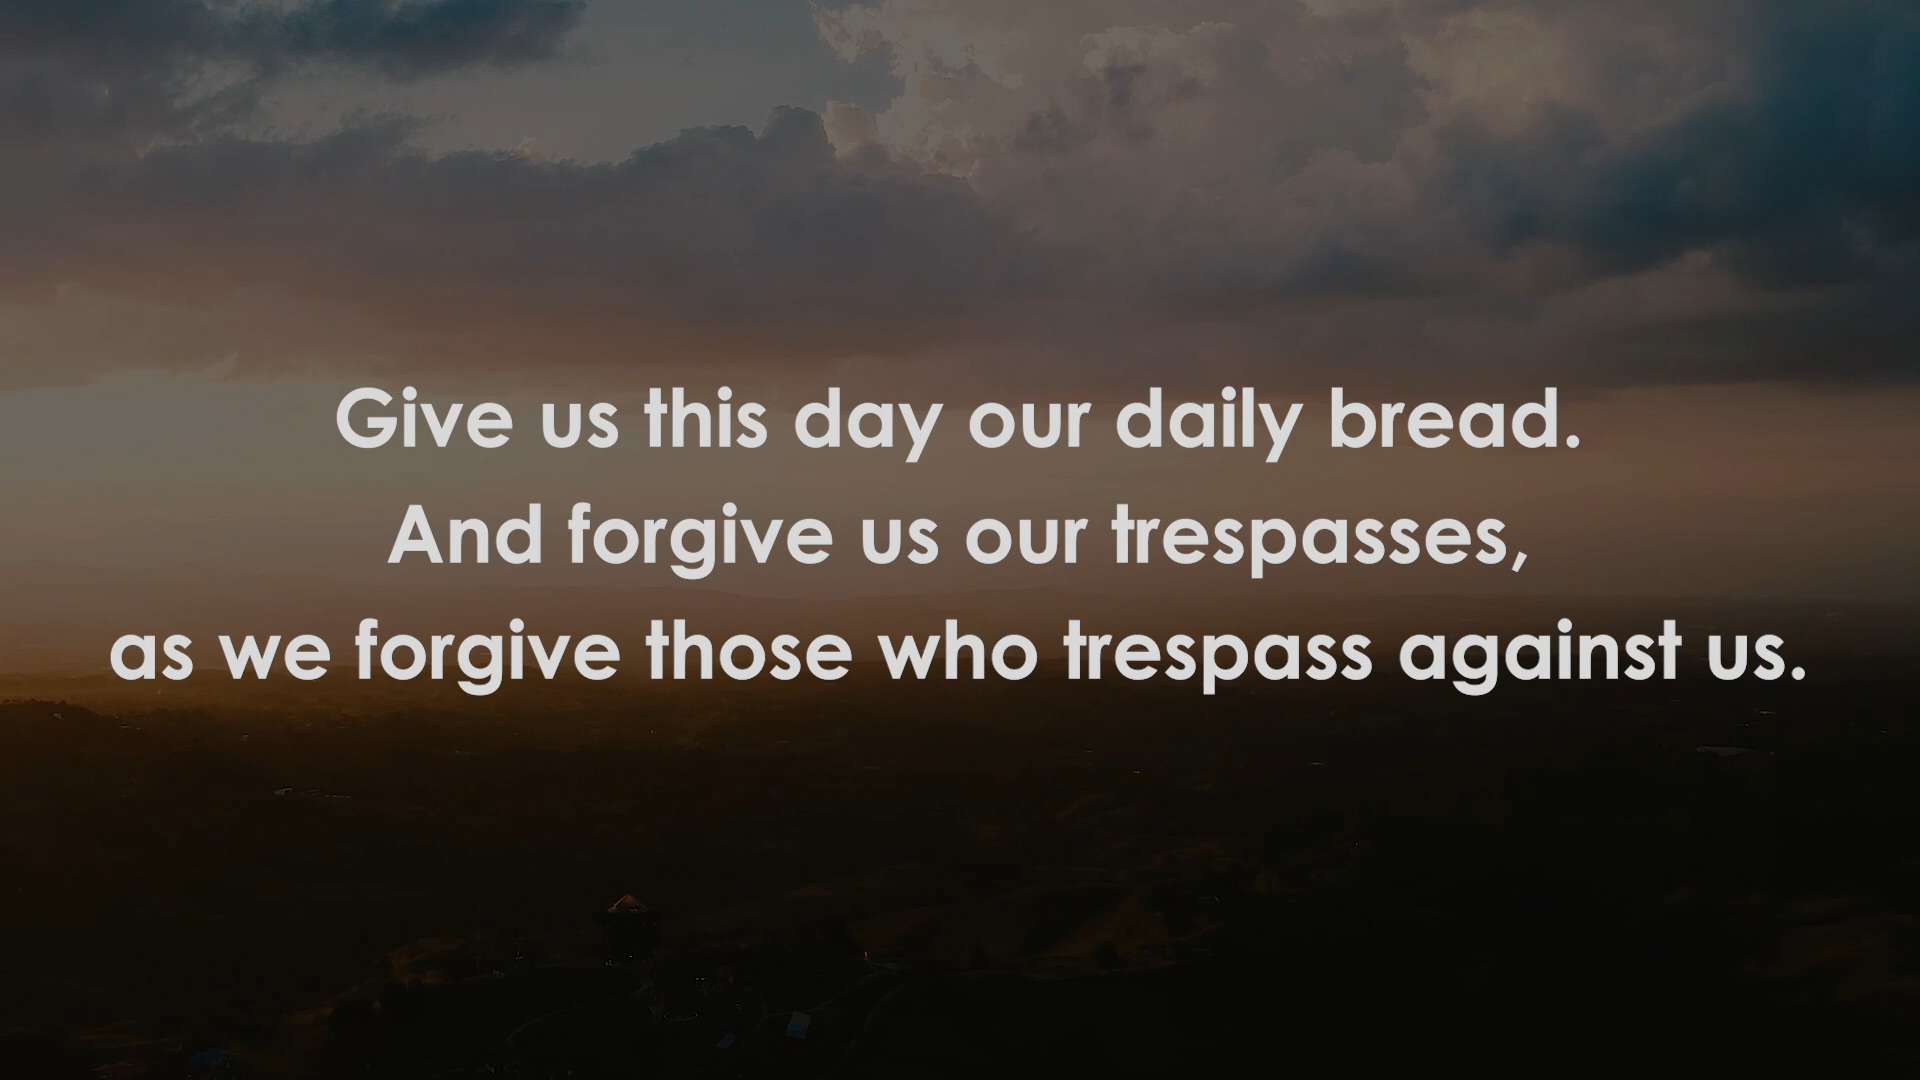 Give us this day our daily bread.
And forgive us our trespasses,
as we forgive those who trespass against us.